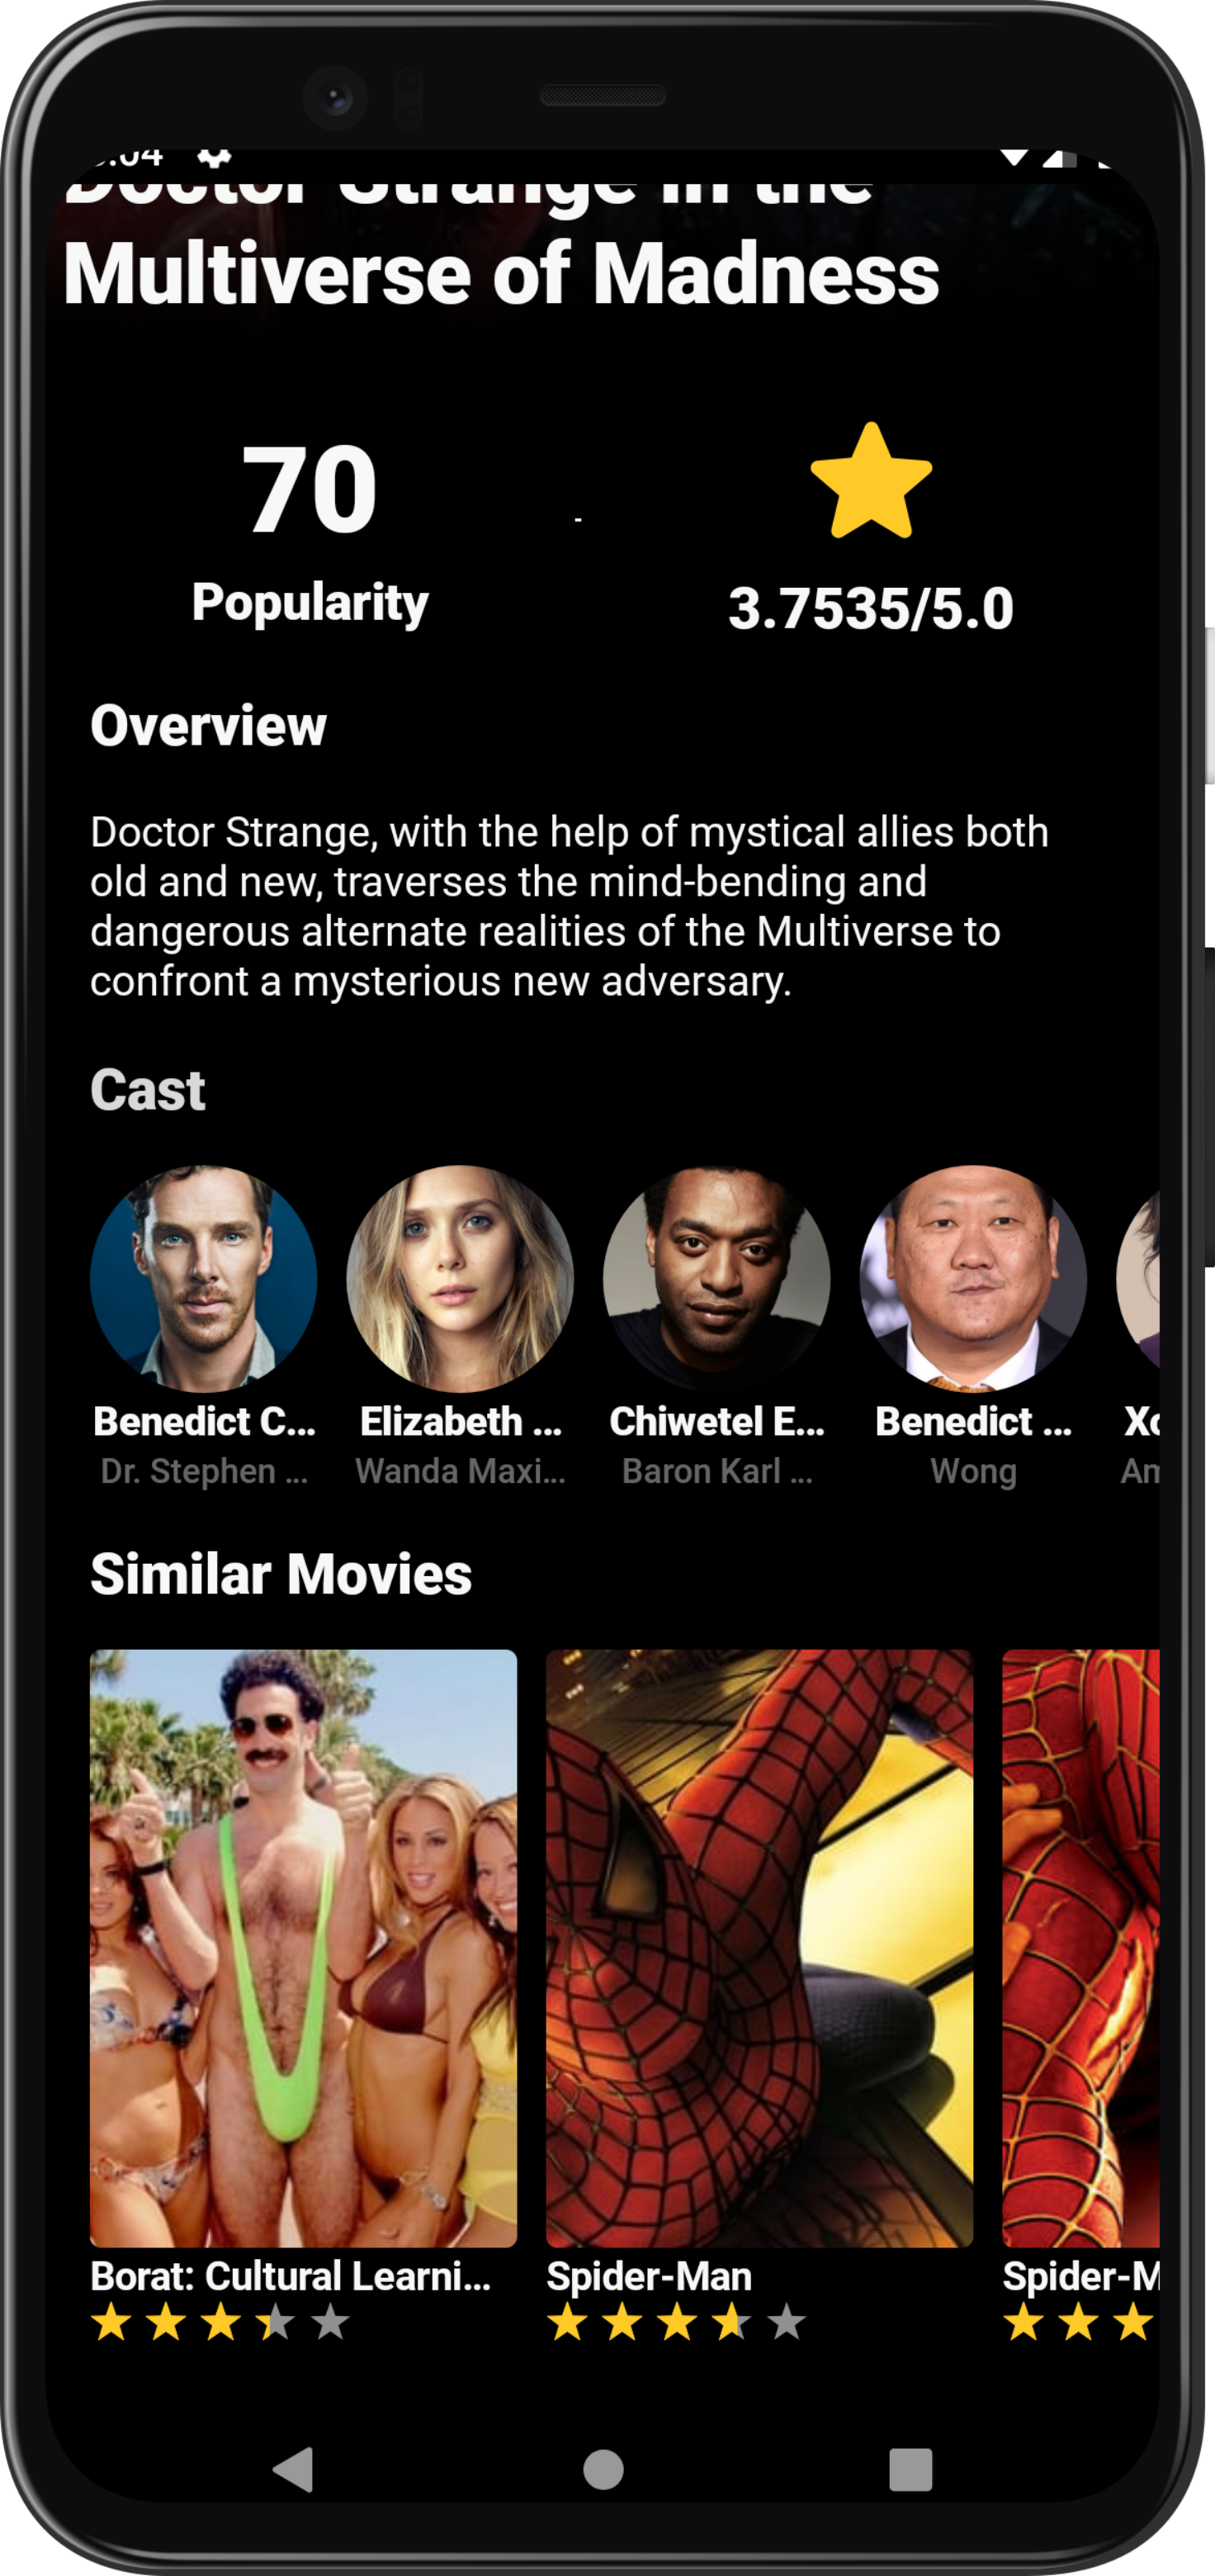 :04
Doctor Strange in the
Multiverse of Madness
70
-
Popularity
3.7535/5.0
Overview
Doctor Strange, with the help of mystical allies both
old and new, traverses the mind-bending and
dangerous alternate realities of the Multiverse to
confront a mysterious new adversary.
Cast
Benedict C...
Elizabeth ...
Chiwetel E...
Benedict ...
Xo
Dr. Stephen ...
Wanda Maxi...
Baron Karl ...
Wong
Am
Similar Movies
Borat: Cultural Learni...
Spider-Man
Spider-M